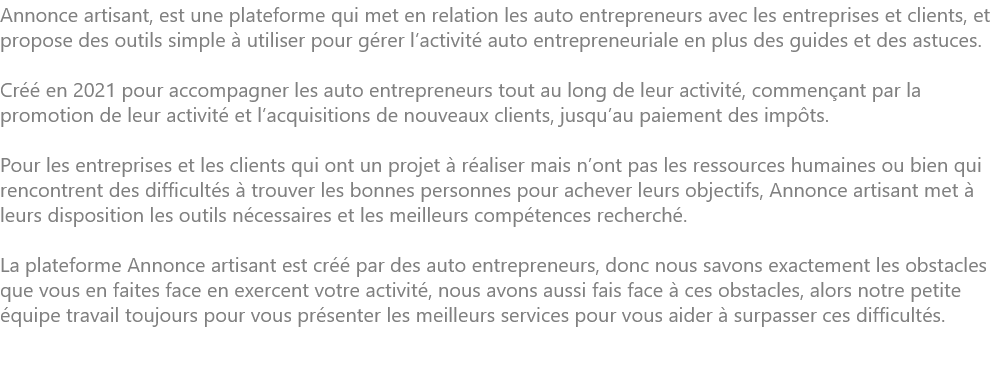 Annonce artisant, est une plateforme qui met en relation les auto entrepreneurs avec les entreprises et clients, et
propose des outils simple à utiliser pour gérer l’activité auto entrepreneuriale en plus des guides et des astuces.
Créé en 2021 pour accompagner les auto entrepreneurs tout au long de leur activité, commençant par la
promotion de leur activité et l’acquisitions de nouveaux clients, jusqu’au paiement des impôts.
Pour les entreprises et les clients qui ont un projet à réaliser mais n’ont pas les ressources humaines ou bien qui
rencontrent des difficultés à trouver les bonnes personnes pour achever leurs objectifs, Annonce artisant met à
leurs disposition les outils nécessaires et les meilleurs compétences recherché.
La plateforme Annonce artisant est créé par des auto entrepreneurs, donc nous savons exactement les obstacles
que vous en faites face en exercent votre activité, nous avons aussi fais face à ces obstacles, alors notre petite
équipe travail toujours pour vous présenter les meilleurs services pour vous aider à surpasser ces difficultés.